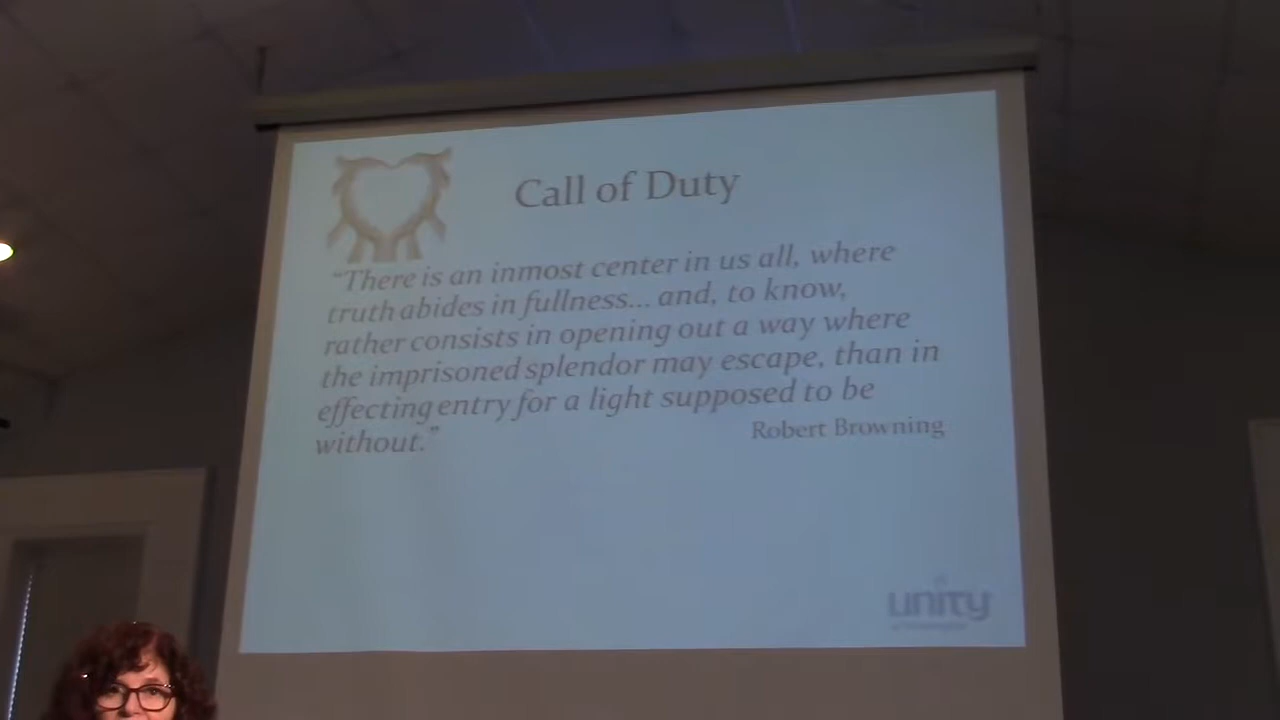 Call of Duty
"There is an inmost center in us all, where
truth abides in fullness... and, to know,
rather consists in opening out a way where
the imprisoned splendor may escape, than in
effecting entry for a light supposed to be
without."
Robert Browning
unity